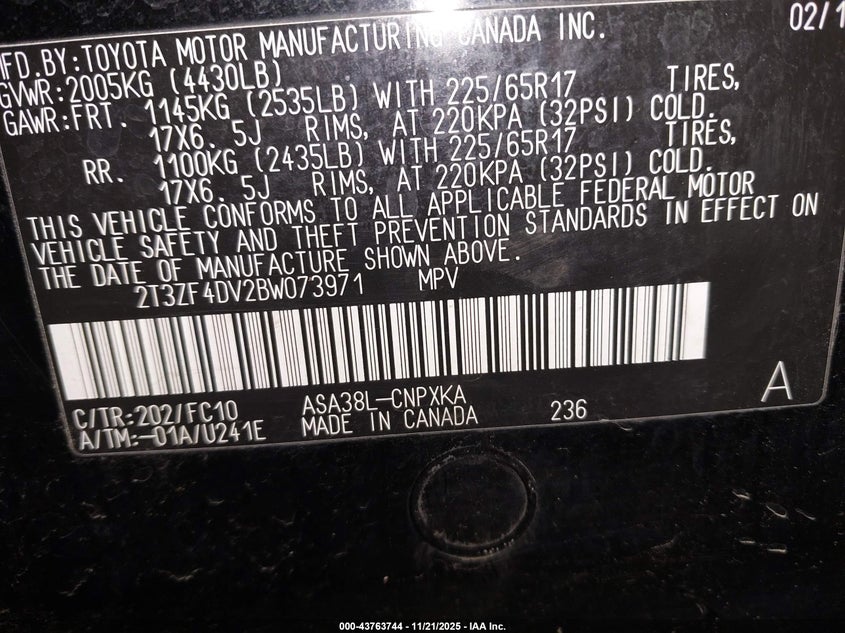 MFD.BY:TOYOTA MOTOR MANUFACTURING CANADA INC. 02/1
GVWR:2005KG (4430LB)
GAWR:FRT. 1145KG (2535LB) WITH 225/65R17 TIRES,
17X6. 5J RIMS, AT 220KPA (32PSI) COLD.
RR. 1100KG (2435LB) WITH 225/65R17 TIRES,
17X6. 5J RIMS, AT 220KPA (32PSI) COLD.
THIS VEHICLE CONFORMS TO ALL APPLICABLE FEDERAL MOTOR
VEHICLE SAFETY AND THEFT PREVENTION STANDARDS IN EFFECT ON
THE DATE OF MANUFACTURE SHOWN ABOVE.
2T3ZF4DV2BW073971 MPV
C/TR:202/FC10 ASA38L-CNPXKA A
A/TM:-01A/U241E MADE IN CANADA 236
000-43763744 - 11/21/2025 - IAA Inc.